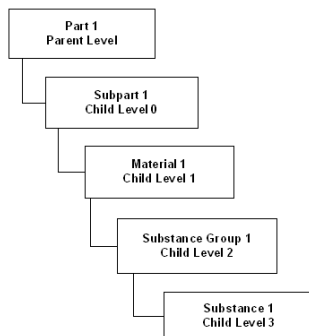 Part 1
Parent Level
Subpart 1
Child Level 0
Material 1
Child Level 1
Substance Group 1
Child Level 2
Substance 1
Child Level 3